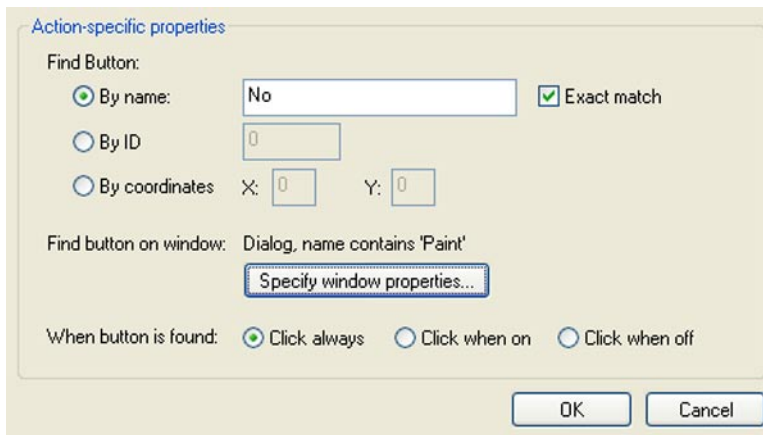 Action-specific properties
Find Button:
By name: No Exact match
By ID 0
By coordinates X: 0 Y: 0
Find button on window: Dialog, name contains 'Paint'
Specify window properties...
When button is found: Click always Click when on Click when off
OK Cancel